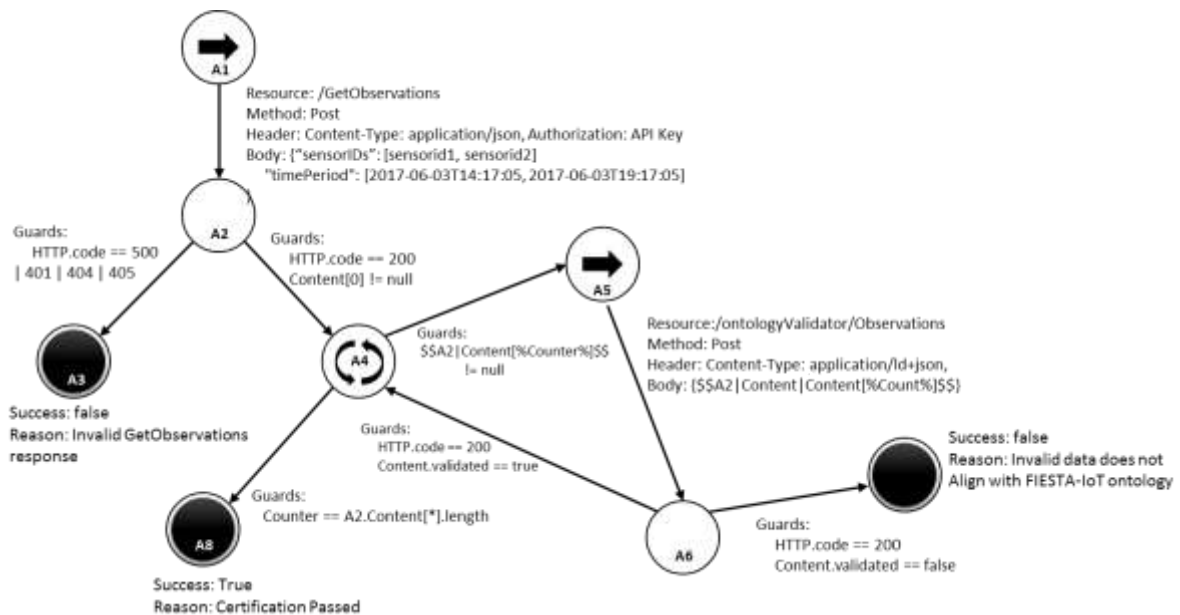 A1
Resource: /GetObservations
Method: Post
Header: Content-Type: application/json, Authorization: API Key
Body: {“sensorIDs”: [sensorid1, sensorid2]
"timePeriod": [2017-06-03T14:17:05, 2017-06-03T19:17:05]
}
A2
Guards:
HTTP.code == 500
| 401 | 404 | 405
Guards:
HTTP.code == 200
Content[0] != null
A3
Success: false
Reason: Invalid GetObservations
response
A4
Guards:
$$A2|Content[%Counter%]$$
!= null
A5
Resource:/ontologyValidator/Observations
Method: Post
Header: Content-Type: application/ld+json,
Body: {$$A2|Content|Content[%Count%]$$}
Guards:
HTTP.code == 200
Content.validated == true
Success: false
Reason: Invalid data does not
Align with FIESTA-IoT ontology
Guards:
Counter == A2.Content[*].length
A8
Success: True
Reason: Certification Passed
A6
Guards:
HTTP.code == 200
Content.validated == false